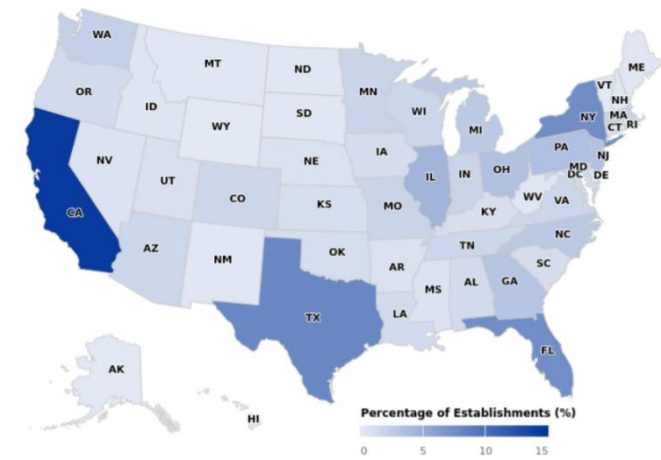 WA
MT
ND
MN
ME
VT
NH
OR
ID
SD
WI
MI
NY
MA
CT RI
WY
IA
PA
NJ
NV
NE
IL
IN
OH
MD
DC
DE
UT
CO
KS
MO
KY
WV
VA
CA
AZ
NM
OK
AR
TN
NC
SC
MS
AL
GA
TX
LA
FL
AK
HI
Percentage of Establishments (%)
0 5 10 15